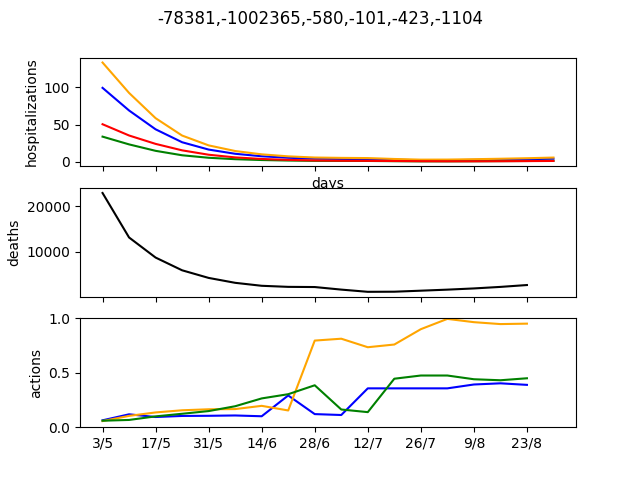 -78381,-1002365,-580,-101,-423,-1104
hospitalizations
100
50
0
days
deaths
20000
10000
actions
1.0
0.5
0.0
3/5 17/5 31/5 14/6 28/6 12/7 26/7 9/8 23/8